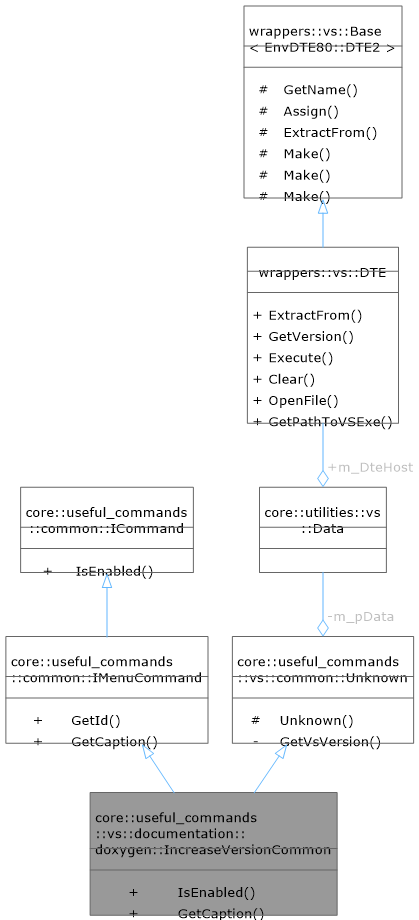 wrappers::vs::Base
< EnvDTE80::DTE2 >
# GetName()
# Assign()
# ExtractFrom()
# Make()
# Make()
# Make()
wrappers::vs::DTE
+ ExtractFrom()
+ GetVersion()
+ Execute()
+ Clear()
+ OpenFile()
+ GetPathToVSExe()
+m_DteHost
core::useful_commands
::common::ICommand
+ IsEnabled()
core::utilities::vs
::Data
-m_pData
core::useful_commands
::common::IMenuCommand
+ GetId()
+ GetCaption()
core::useful_commands
::vs::common::Unknown
# Unknown()
- GetVsVersion()
core::useful_commands
::vs::documentation::
doxygen::IncreaseVersionCommon
+ IsEnabled()
+ GetCaption()